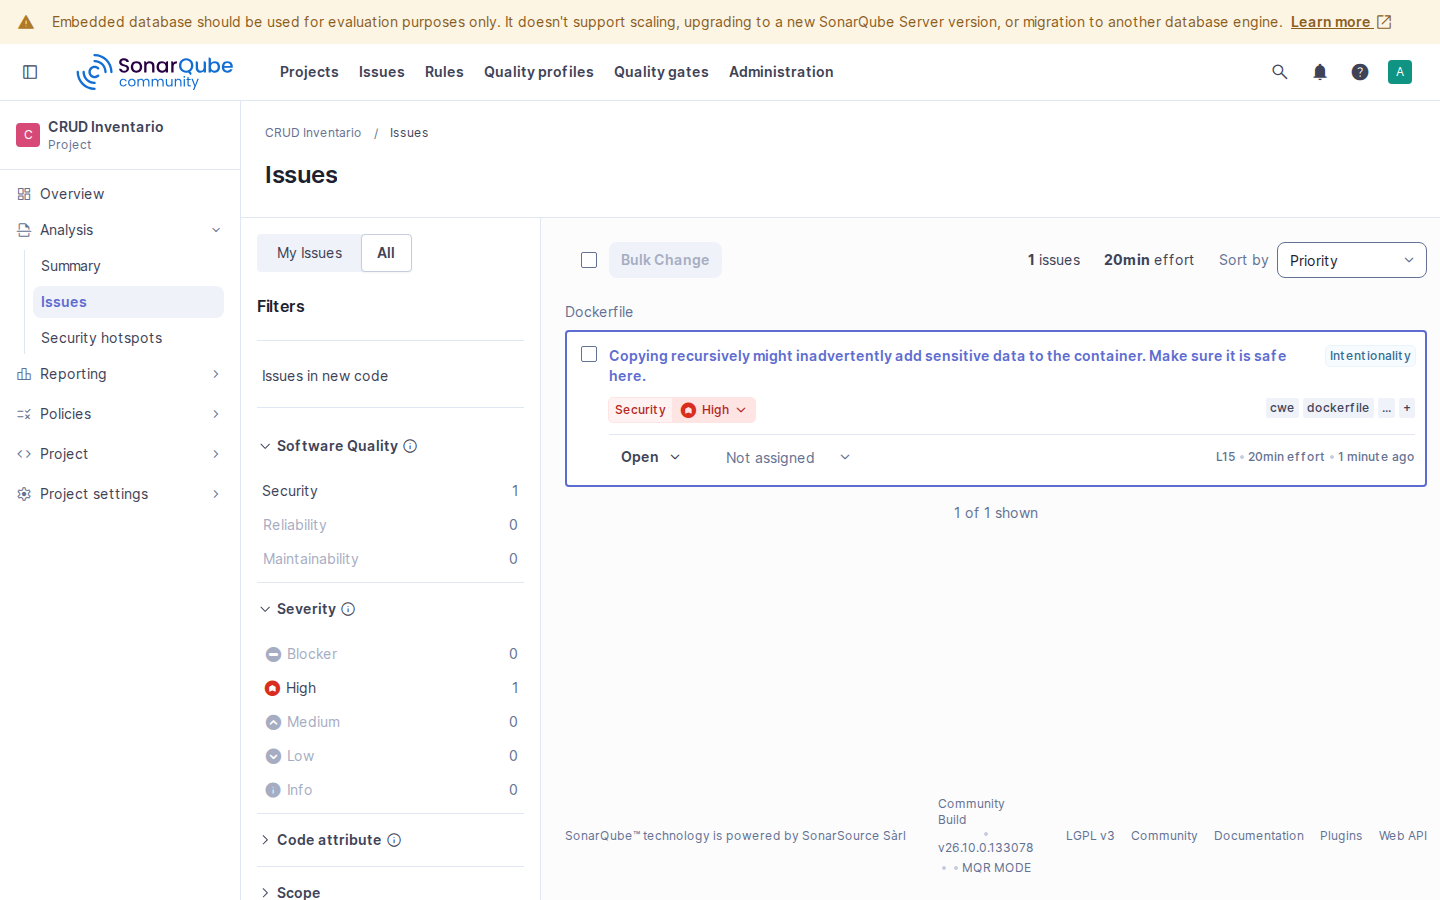 Embedded database should be used for evaluation purposes only. It doesn't support scaling, upgrading to a new SonarQube Server version, or migration to another database engine. Learn more
SonarQube community
Projects Issues Rules Quality profiles Quality gates Administration
A
C
CRUD Inventario
Project
Overview
Analysis
Summary
Issues
Security hotspots
Reporting
Policies
Project
Project settings
CRUD Inventario / Issues
Issues
My Issues All
Filters
Issues in new code
Software Quality
Security 1
Reliability 0
Maintainability 0
Severity
Blocker 0
High 1
Medium 0
Low 0
Info 0
Code attribute
Scope
Bulk Change
1 issues 20min effort Sort by Priority
Dockerfile
Copying recursively might inadvertently add sensitive data to the container. Make sure it is safe
here.
Intentionality
Security High
cwe dockerfile ... +
Open Not assigned
L15 • 20min effort • 1 minute ago
1 of 1 shown
SonarQube™ technology is powered by SonarSource Sàrl
Community
Build
•
v26.10.0.133078
• • MQR MODE
LGPL v3 Community Documentation Plugins Web API